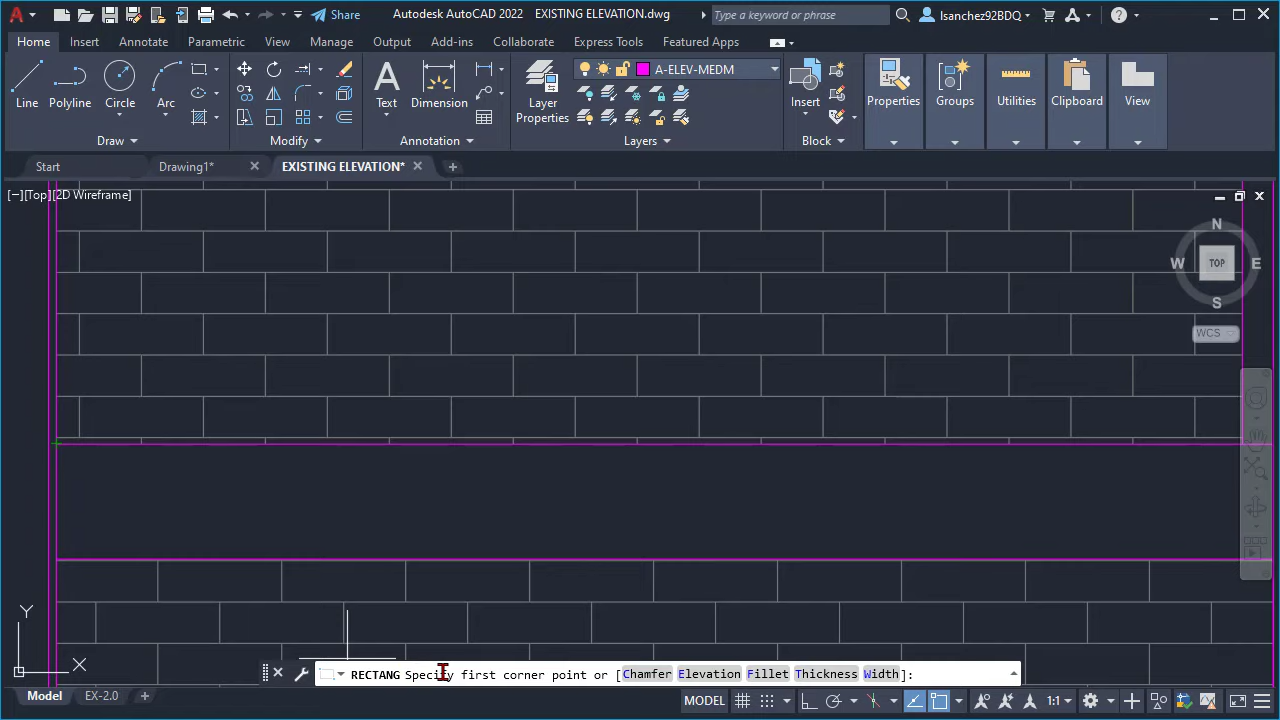 A Share Autodesk AutoCAD 2022 EXISTING ELEVATION.dwg Type a keyword or phrase lsanchez92BDQ ?
Home Insert Annotate Parametric View Manage Output Add-ins Collaborate Express Tools Featured Apps
A-ELEV-MEDM
Line Polyline Circle Arc Text Dimension Layer Properties Insert Properties Groups Utilities Clipboard View
Draw Modify Annotation Layers Block
Start Drawing1* EXISTING ELEVATION*
[−][Top][2D Wireframe]
N
W TOP E
S
WCS
Y
X
RECTANG Specify first corner point or [Chamfer Elevation Fillet Thickness Width]:
Model EX-2.0 MODEL 1:1